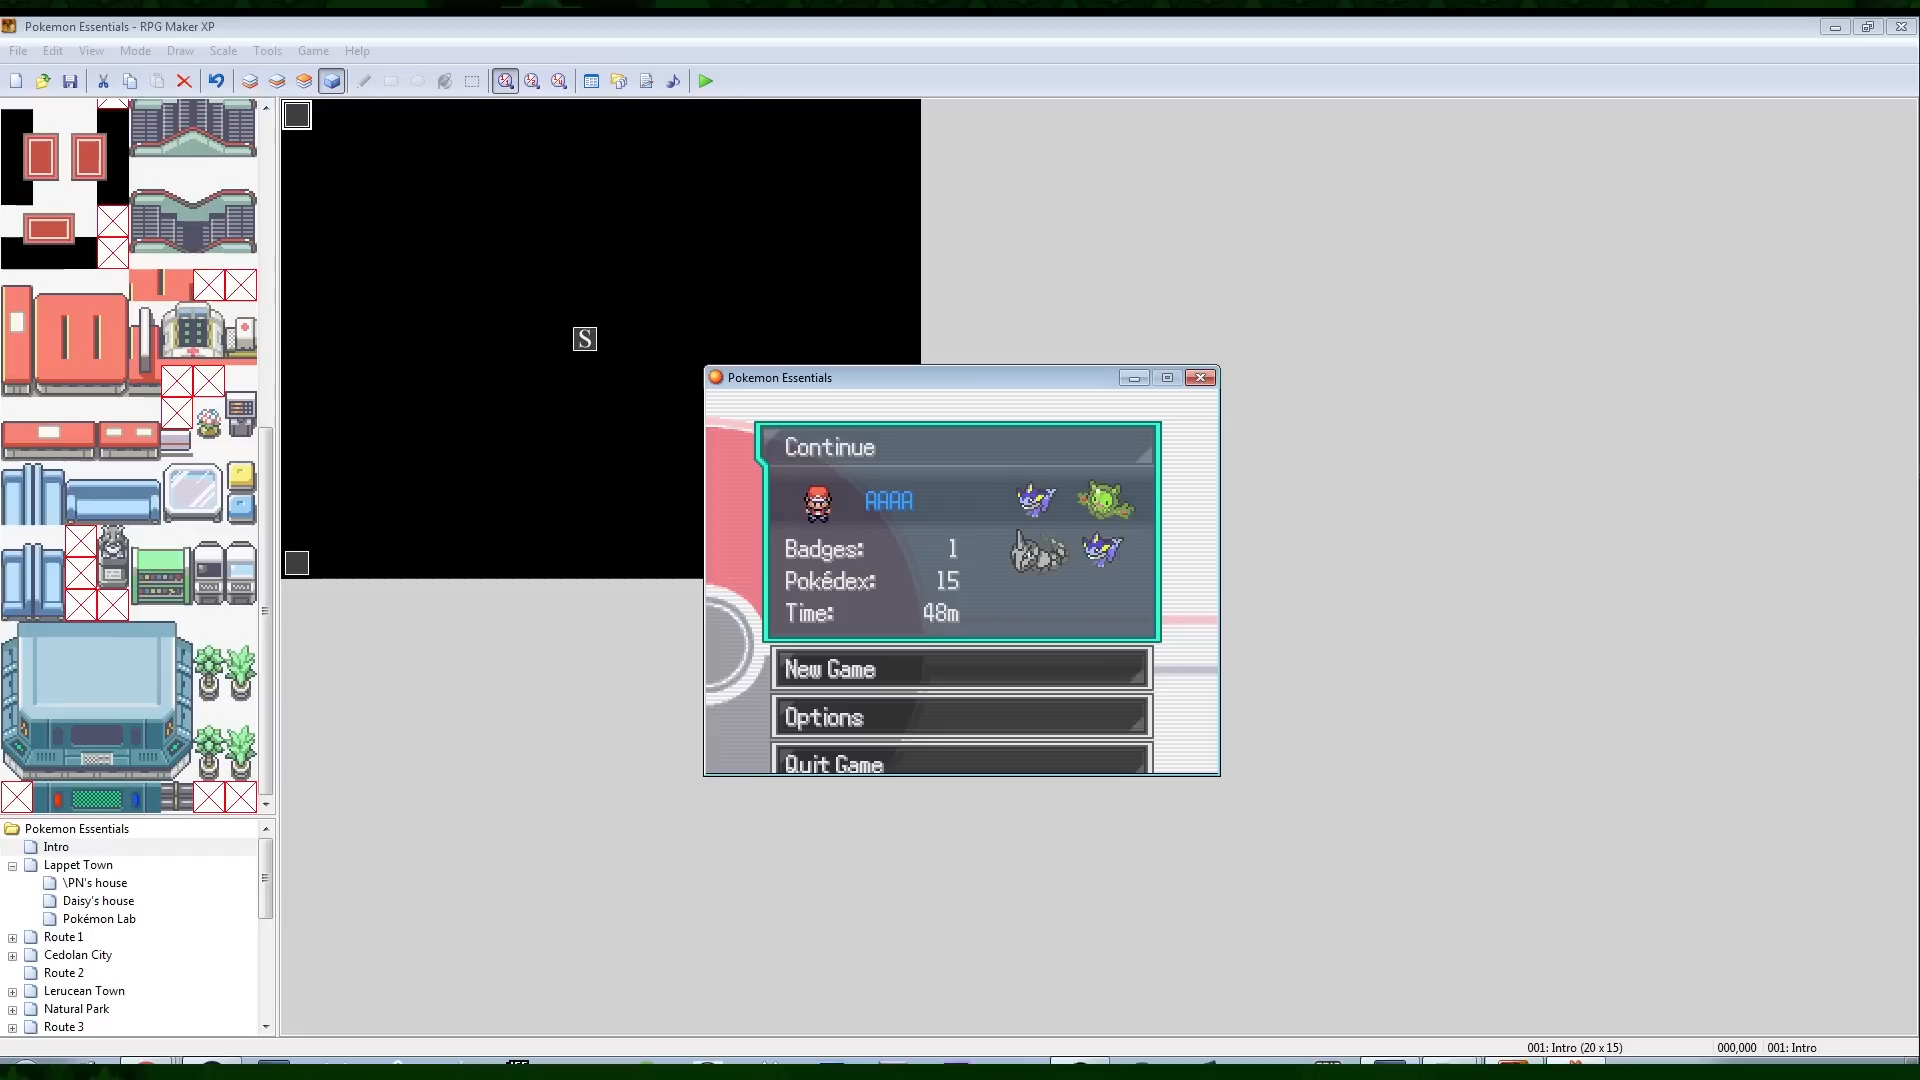 Pokemon Essentials - RPG Maker XP
File Edit View Mode Draw Scale Tools Game Help
S
Pokemon Essentials
Continue
AAAA
Badges: 1
Pokédex: 15
Time: 48m
New Game
Options
Quit Game
Pokemon Essentials
Intro
Lappet Town
\PN's house
Daisy's house
Pokémon Lab
Route 1
Cedolan City
Route 2
Lerucean Town
Natural Park
Route 3
001: Intro (20 x 15) 000,000 001: Intro